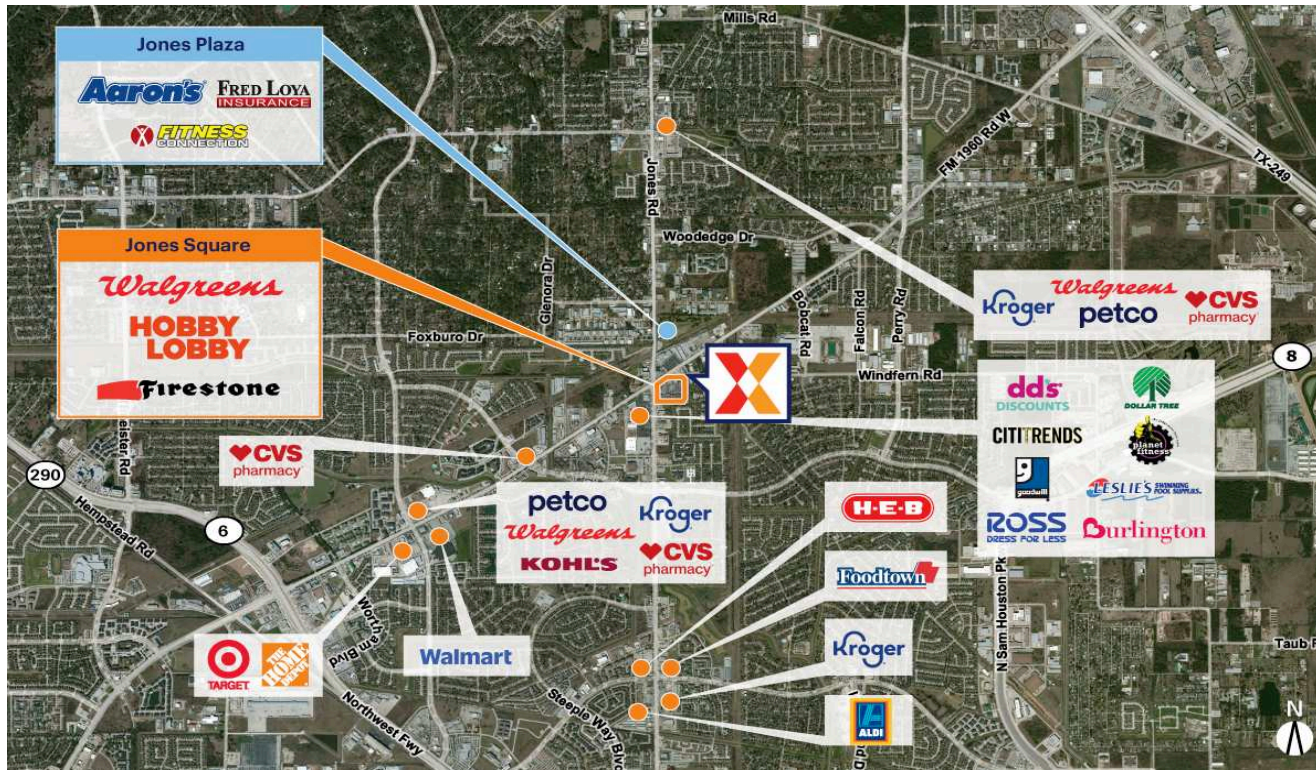 Mills Rd
Jones Plaza
Aaron's
FRED LOYA
INSURANCE
FITNESS
CONNECTION
Jones Rd
FM 1960 Rd W
TX-249
Woodedge Dr
Jones Square
Walgreens
HOBBY
LOBBY
Firestone
Glenora Dr
Foxburo Dr
Bobcat Rd
Falcon Rd
Perry Rd
Windfern Rd
Kroger
Walgreens
petco
CVS
pharmacy
8
dd's
DISCOUNTS
DOLLAR TREE
CITITRENDS
planet
fitness
goodwill
LESLIE'S SWIMMING
POOL SUPPLIES
ROSS
DRESS FOR LESS
Burlington
eister Rd
290
Hempstead Rd
6
CVS
pharmacy
petco
Kroger
Walgreens
KOHL'S
CVS
pharmacy
H-E-B
Foodtown
Kroger
ALDI
TARGET
THE
HOME
DEPOT
Walmart
Worth
am Blvd
Northwest Fwy
Steeple Way Blvd
N Sam Houston Pk
Taub R
N